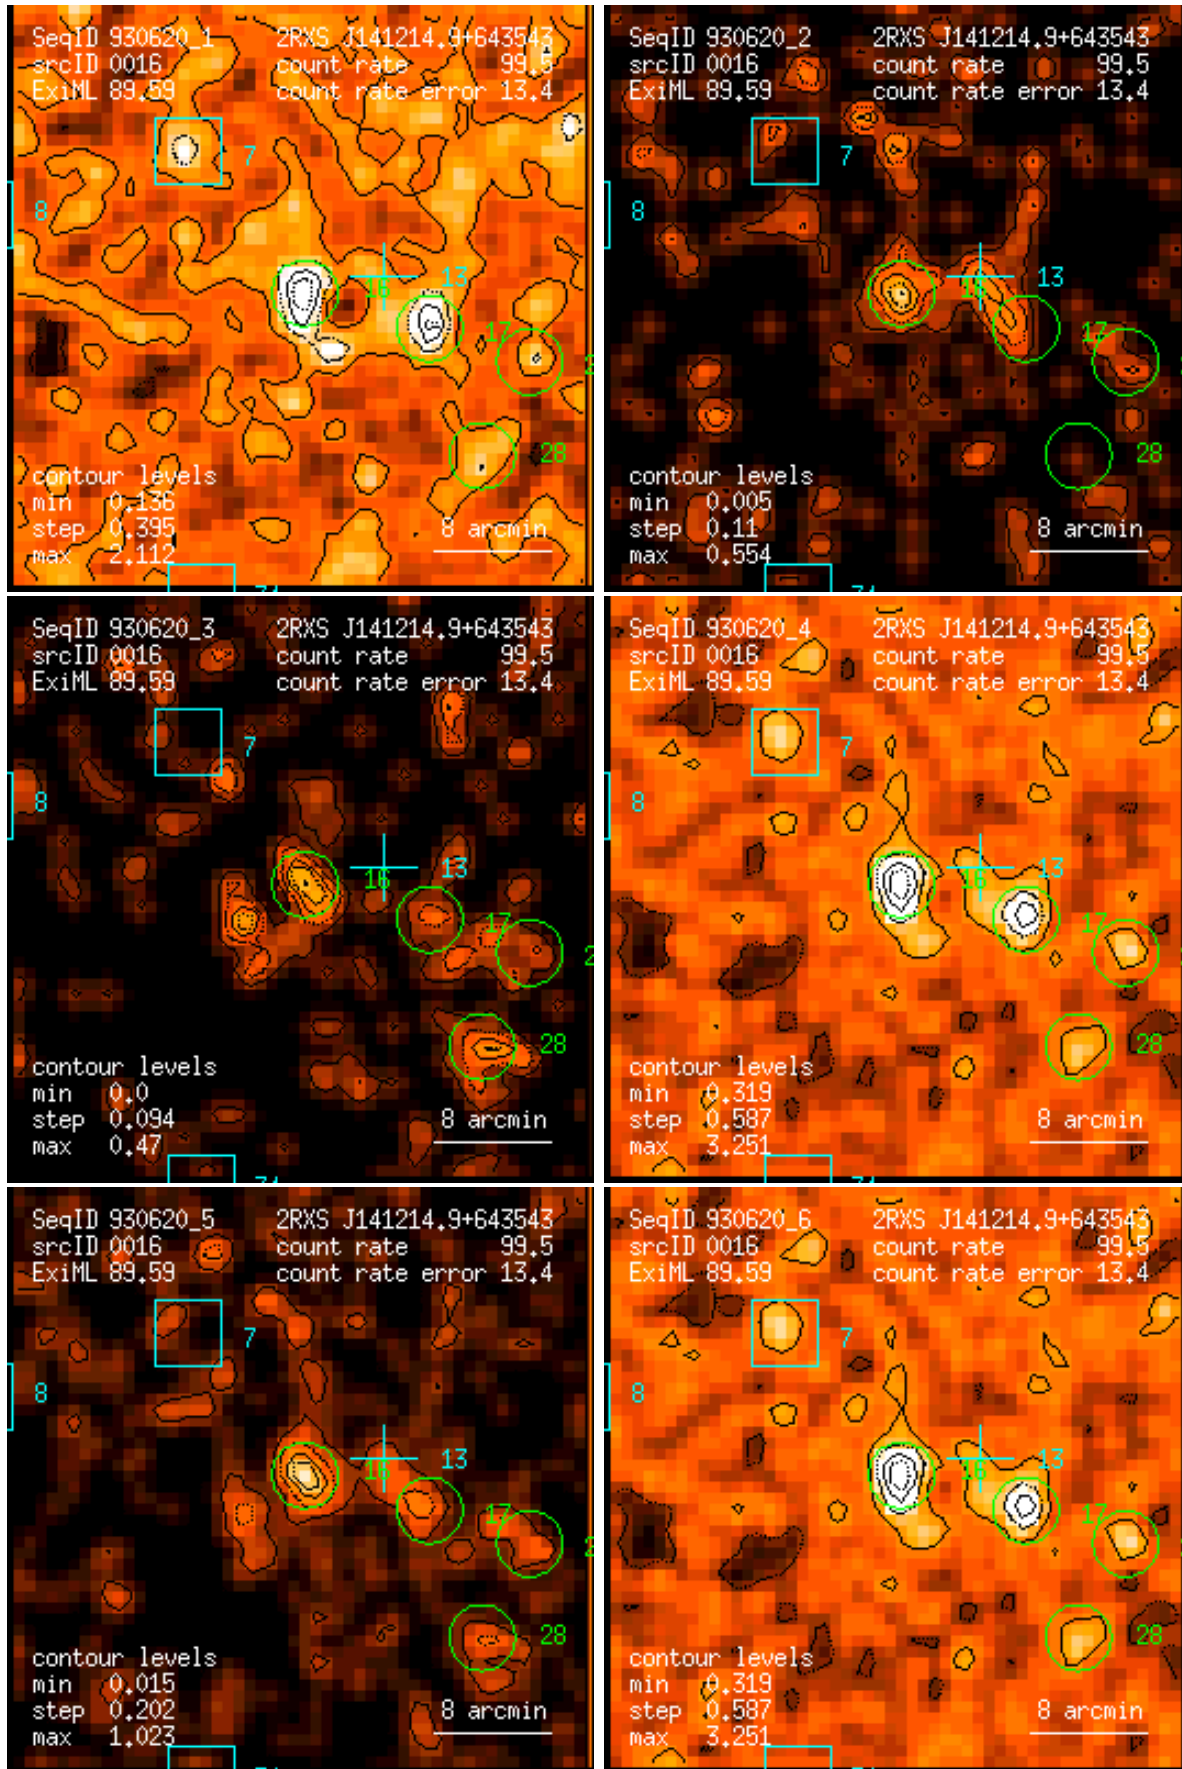 SeqID 930620_1 2RXS J141214.9+643543
srcID 0016 count rate 99.5
ExiML 89.59 count rate error 13.4
7
8
13
16
17
2
28
contour levels
min 0.136
step 0.395
max 2.112
8 arcmin
SeqID 930620_2 2RXS J141214.9+643543
srcID 0016 count rate 99.5
ExiML 89.59 count rate error 13.4
7
8
13
16
17
28
contour levels
min 0.005
step 0.11
max 0.554
8 arcmin
SeqID 930620_3 2RXS J141214.9+643543
srcID 0016 count rate 99.5
ExiML 89.59 count rate error 13.4
7
8
13
16
17
2
28
contour levels
min 0.0
step 0.094
max 0.47
8 arcmin
SeqID 930620_4 2RXS J141214.9+643543
srcID 0016 count rate 99.5
ExiML 89.59 count rate error 13.4
7
8
13
16
17
28
contour levels
min 0.319
step 0.587
max 3.251
8 arcmin
SeqID 930620_5 2RXS J141214.9+643543
srcID 0016 count rate 99.5
ExiML 89.59 count rate error 13.4
7
8
13
16
17
2
28
contour levels
min 0.015
step 0.202
max 1.023
8 arcmin
SeqID 930620_6 2RXS J141214.9+643543
srcID 0016 count rate 99.5
ExiML 89.59 count rate error 13.4
7
8
13
16
17
28
contour levels
min 0.319
step 0.587
max 3.251
8 arcmin